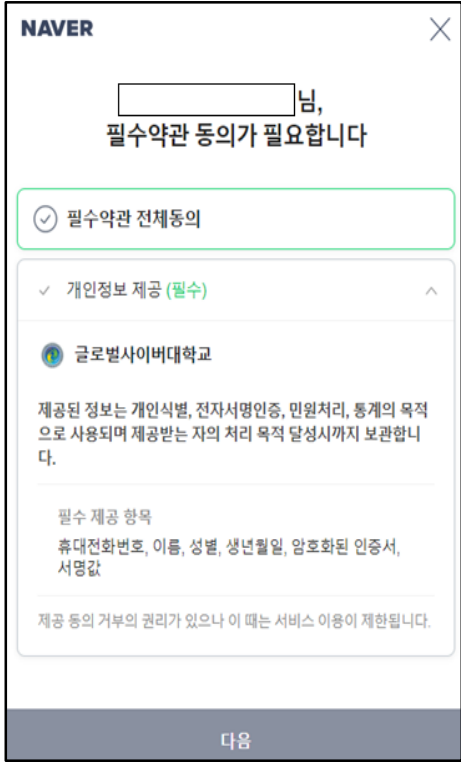 NAVER
님,
필수약관 동의가 필요합니다
필수약관 전체동의
개인정보 제공 (필수)
글로벌사이버대학교
제공된 정보는 개인식별, 전자서명인증, 민원처리, 통계의 목적
으로 사용되며 제공받는 자의 처리 목적 달성시까지 보관합니
다.
필수 제공 항목
휴대전화번호, 이름, 성별, 생년월일, 암호화된 인증서,
서명값
제공 동의 거부의 권리가 있으나 이 때는 서비스 이용이 제한됩니다.
다음